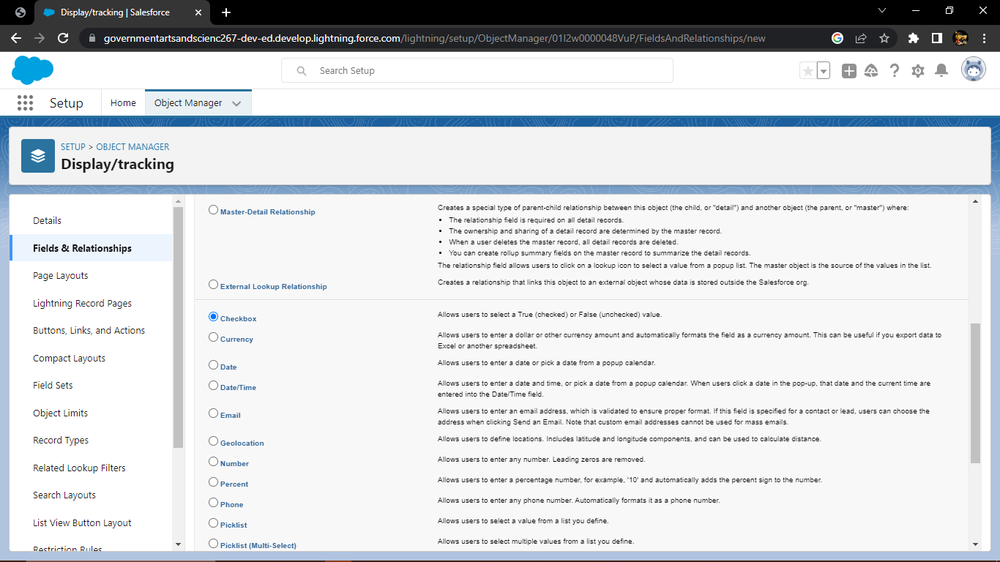 Display/tracking | Salesforce
governmentartsandscienc267-dev-ed.develop.lightning.force.com/lightning/setup/ObjectManager/01I2w0000048VuP/FieldsAndRelationships/new
Search Setup
Setup
Home
Object Manager
SETUP > OBJECT MANAGER
Display/tracking
Details
Fields & Relationships
Page Layouts
Lightning Record Pages
Buttons, Links, and Actions
Compact Layouts
Field Sets
Object Limits
Record Types
Related Lookup Filters
Search Layouts
List View Button Layout
Restriction Rules
Master-Detail Relationship
Creates a special type of parent-child relationship between this object (the child, or "detail") and another object (the parent, or "master") where:
• The relationship field is required on all detail records.
• The ownership and sharing of a detail record are determined by the master record.
• When a user deletes the master record, all detail records are deleted.
• You can create rollup summary fields on the master record to summarize the detail records.
The relationship field allows users to click on a lookup icon to select a value from a popup list. The master object is the source of the values in the list.
External Lookup Relationship
Creates a relationship that links this object to an external object whose data is stored outside the Salesforce org.
Checkbox
Allows users to select a True (checked) or False (unchecked) value.
Currency
Allows users to enter a dollar or other currency amount and automatically formats the field as a currency amount. This can be useful if you export data to
Excel or another spreadsheet.
Date
Allows users to enter a date or pick a date from a popup calendar.
Date/Time
Allows users to enter a date and time, or pick a date from a popup calendar. When users click a date in the pop-up, that date and the current time are
entered into the Date/Time field.
Email
Allows users to enter an email address, which is validated to ensure proper format. If this field is specified for a contact or lead, users can choose the
address when clicking Send an Email. Note that custom email addresses cannot be used for mass emails.
Geolocation
Allows users to define locations. Includes latitude and longitude components, and can be used to calculate distance.
Number
Allows users to enter any number. Leading zeros are removed.
Percent
Allows users to enter a percentage number, for example, '10' and automatically adds the percent sign to the number.
Phone
Allows users to enter any phone number. Automatically formats it as a phone number.
Picklist
Allows users to select a value from a list you define.
Picklist (Multi-Select)
Allows users to select multiple values from a list you define.